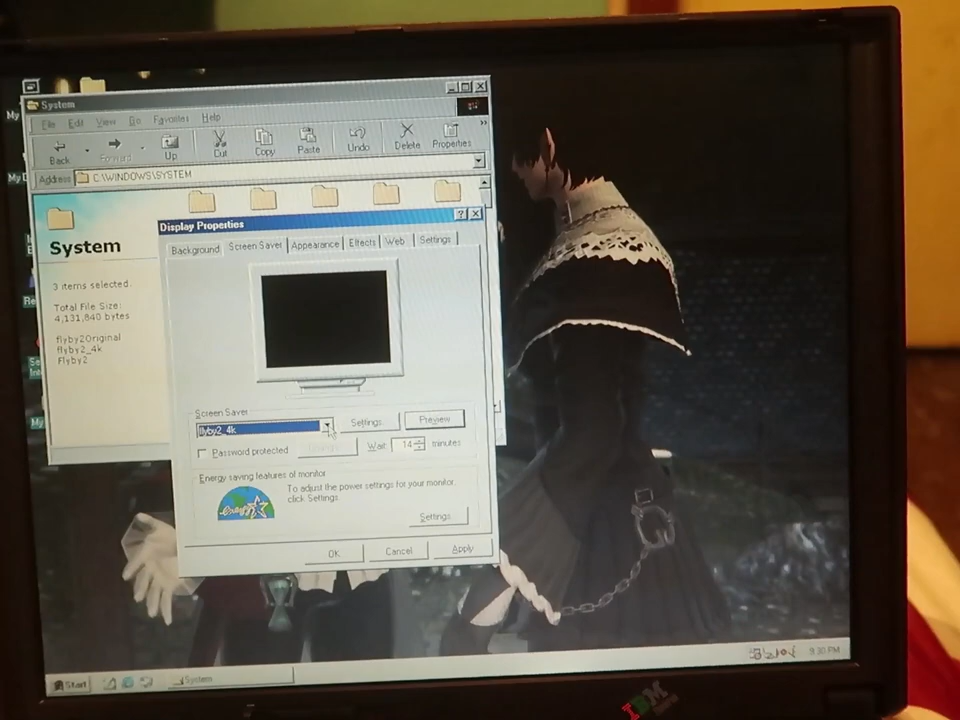 System
File Edit View Go Favorites Help
Back Forward Up Cut Copy Paste Undo Delete Properties
Address C:\WINDOWS\SYSTEM
System
3 items selected.
Total File Size:
4,131,840 bytes
flyby2Original
flyby2_4k
Flyby2
Display Properties
Background Screen Saver Appearance Effects Web Settings
Screen Saver
flyby2_4k
Settings...
Preview
Password protected
Wait: 14 minutes
Energy saving features of monitor
To adjust the power settings for your monitor,
click Settings.
Settings...
OK Cancel Apply
My
Start
System
9:30 PM
IBM